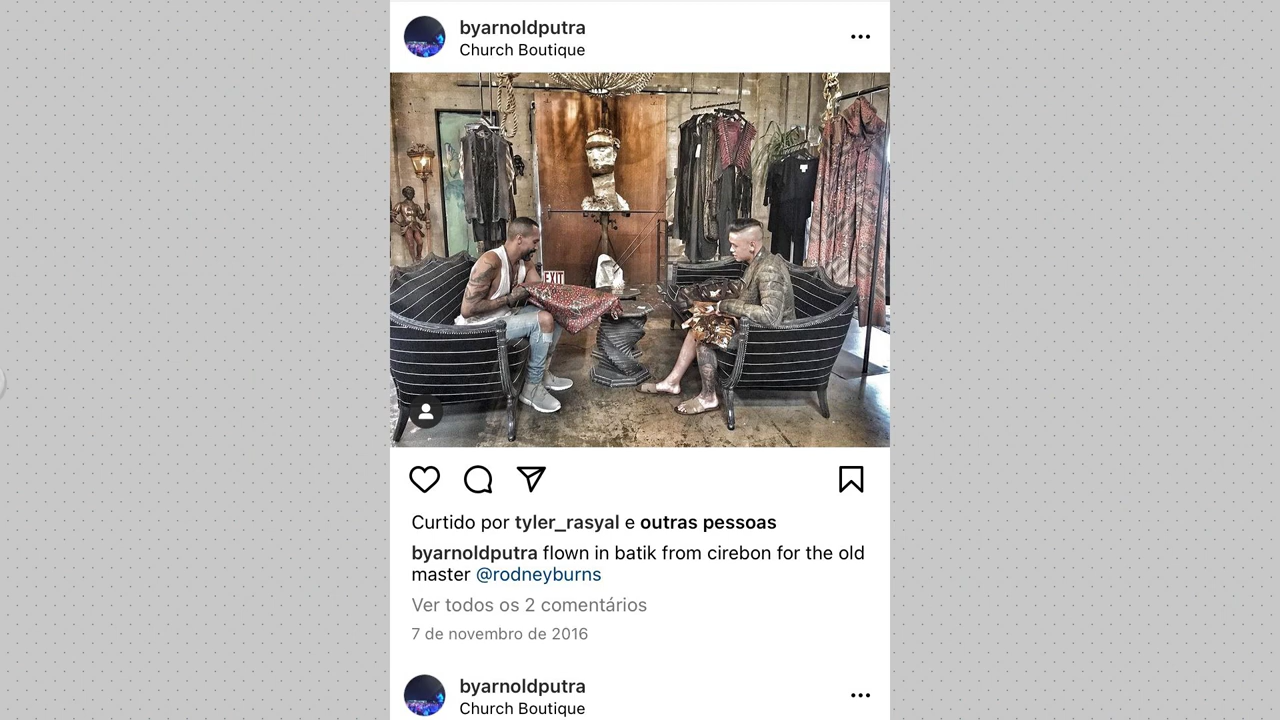 byarnoldputra
Church Boutique
EXIT
Curtido por tyler_rasyal e outras pessoas
byarnoldputra flown in batik from cirebon for the old
master @rodneyburns
Ver todos os 2 comentários
7 de novembro de 2016
byarnoldputra
Church Boutique